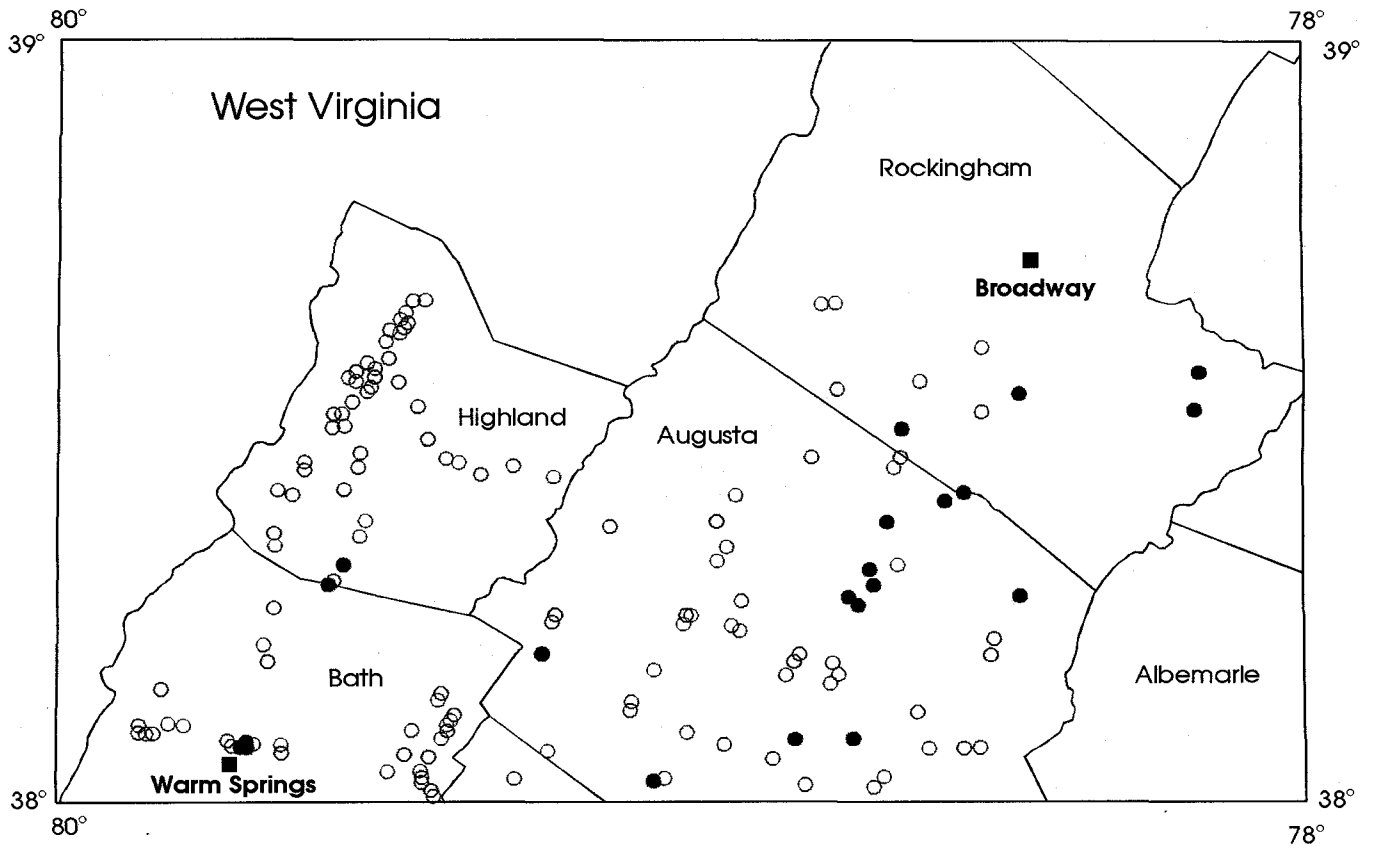 80° 78°
39° 39°
West Virginia
Rockingham
Broadway
Highland
Augusta
Bath
Albemarle
Warm Springs
38° 38°
80° 78°